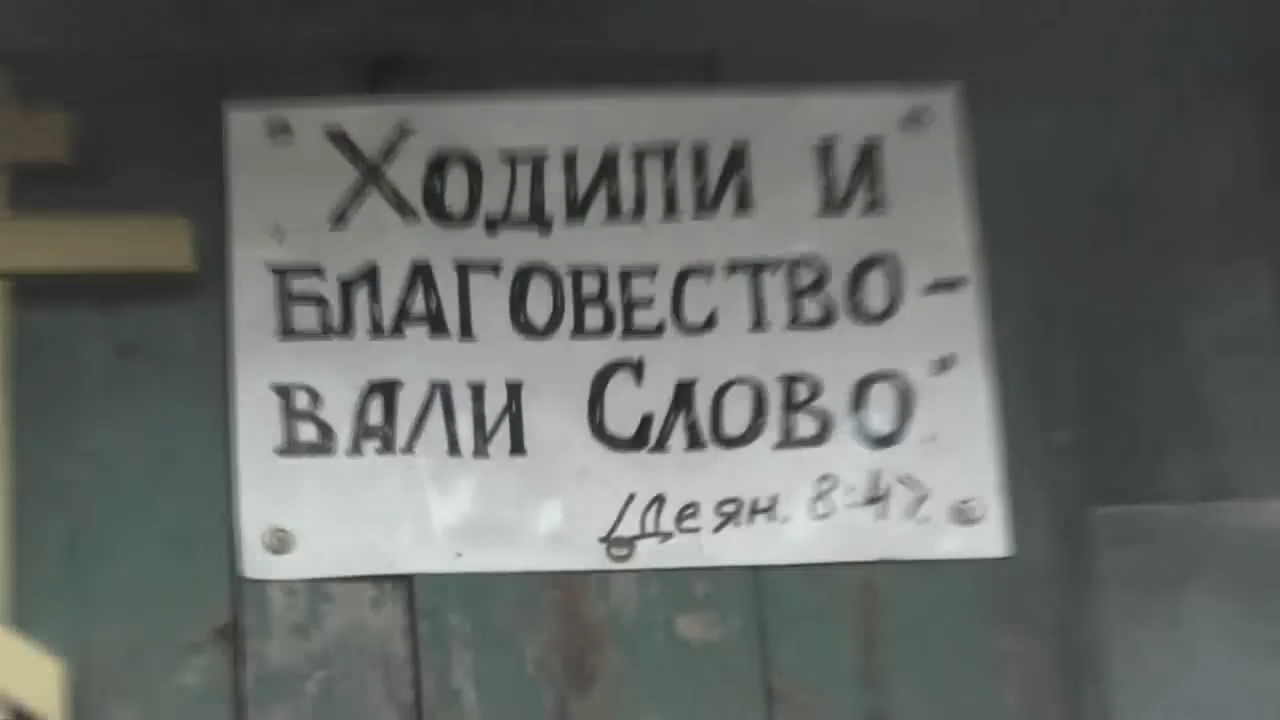 "Ходили и
БЛАГОВЕСТВО-
ВАЛИ СЛОВО"
/Деян. 8:4/